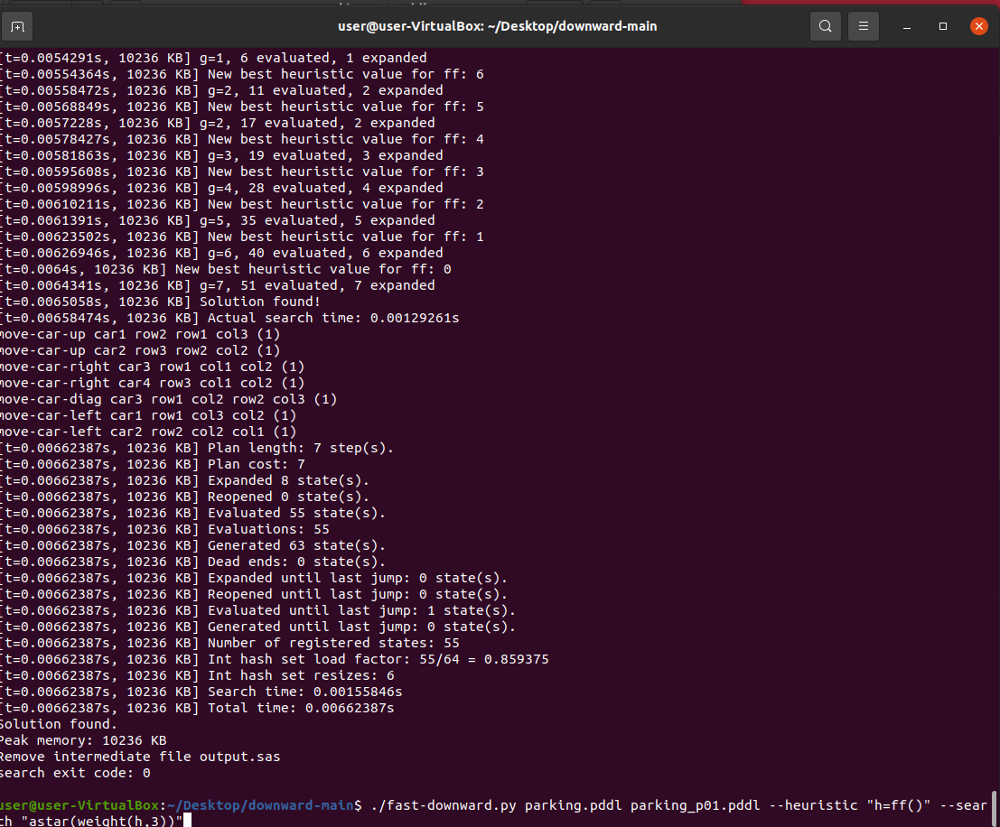 user@user-VirtualBox: ~/Desktop/downward-main
[t=0.0054291s, 10236 KB] g=1, 6 evaluated, 1 expanded
[t=0.00554364s, 10236 KB] New best heuristic value for ff: 6
[t=0.00558472s, 10236 KB] g=2, 11 evaluated, 2 expanded
[t=0.00568849s, 10236 KB] New best heuristic value for ff: 5
[t=0.0057228s, 10236 KB] g=2, 17 evaluated, 2 expanded
[t=0.00578427s, 10236 KB] New best heuristic value for ff: 4
[t=0.00581863s, 10236 KB] g=3, 19 evaluated, 3 expanded
[t=0.00595608s, 10236 KB] New best heuristic value for ff: 3
[t=0.00598996s, 10236 KB] g=4, 28 evaluated, 4 expanded
[t=0.00610211s, 10236 KB] New best heuristic value for ff: 2
[t=0.0061391s, 10236 KB] g=5, 35 evaluated, 5 expanded
[t=0.00623502s, 10236 KB] New best heuristic value for ff: 1
[t=0.00626946s, 10236 KB] g=6, 40 evaluated, 6 expanded
[t=0.0064s, 10236 KB] New best heuristic value for ff: 0
[t=0.0064341s, 10236 KB] g=7, 51 evaluated, 7 expanded
[t=0.0065058s, 10236 KB] Solution found!
[t=0.00658474s, 10236 KB] Actual search time: 0.00129261s
move-car-up car1 row2 row1 col3 (1)
move-car-up car2 row3 row2 col2 (1)
move-car-right car3 row1 col1 col2 (1)
move-car-right car4 row3 col1 col2 (1)
move-car-diag car3 row1 col2 row2 col3 (1)
move-car-left car1 row1 col3 col2 (1)
move-car-left car2 row2 col2 col1 (1)
[t=0.00662387s, 10236 KB] Plan length: 7 step(s).
[t=0.00662387s, 10236 KB] Plan cost: 7
[t=0.00662387s, 10236 KB] Expanded 8 state(s).
[t=0.00662387s, 10236 KB] Reopened 0 state(s).
[t=0.00662387s, 10236 KB] Evaluated 55 state(s).
[t=0.00662387s, 10236 KB] Evaluations: 55
[t=0.00662387s, 10236 KB] Generated 63 state(s).
[t=0.00662387s, 10236 KB] Dead ends: 0 state(s).
[t=0.00662387s, 10236 KB] Expanded until last jump: 0 state(s).
[t=0.00662387s, 10236 KB] Reopened until last jump: 0 state(s).
[t=0.00662387s, 10236 KB] Evaluated until last jump: 1 state(s).
[t=0.00662387s, 10236 KB] Generated until last jump: 0 state(s).
[t=0.00662387s, 10236 KB] Number of registered states: 55
[t=0.00662387s, 10236 KB] Int hash set load factor: 55/64 = 0.859375
[t=0.00662387s, 10236 KB] Int hash set resizes: 6
[t=0.00662387s, 10236 KB] Search time: 0.00155846s
[t=0.00662387s, 10236 KB] Total time: 0.00662387s
Solution found.
Peak memory: 10236 KB
Remove intermediate file output.sas
search exit code: 0
user@user-VirtualBox:~/Desktop/downward-main$ ./fast-downward.py parking.pddl parking_p01.pddl --heuristic "h=ff()" --sear
ch "astar(weight(h,3))"